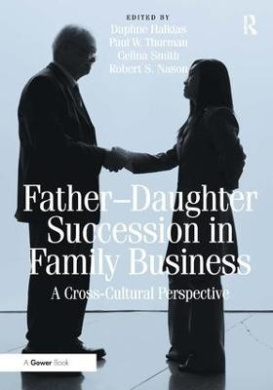 EDITED BY
Daphne Halkias
Paul W. Thurman
Celina Smith
Robert S. Nason
R
Father–Daughter
Succession in
Family Business
A Cross-Cultural Perspective
A Gower Book